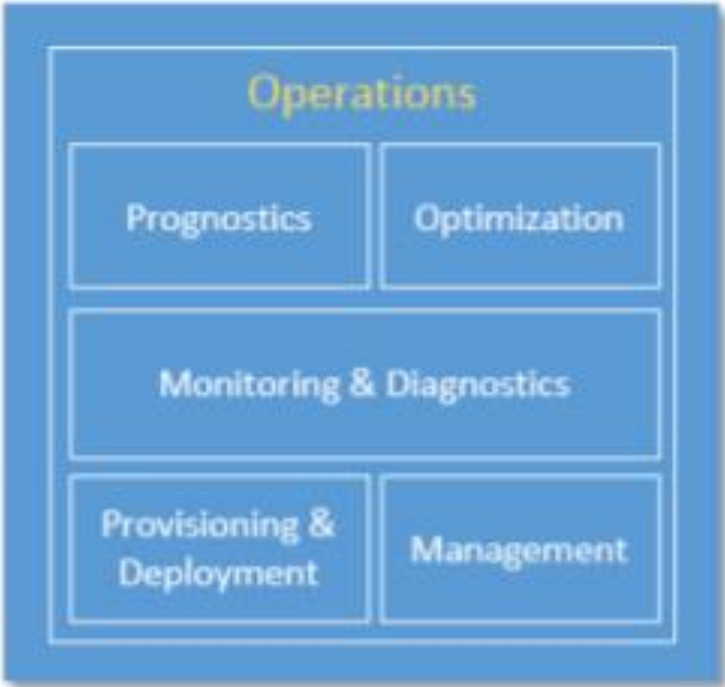 Operations
Prognostics
Optimization
Monitoring & Diagnostics
Provisioning &
Deployment
Management